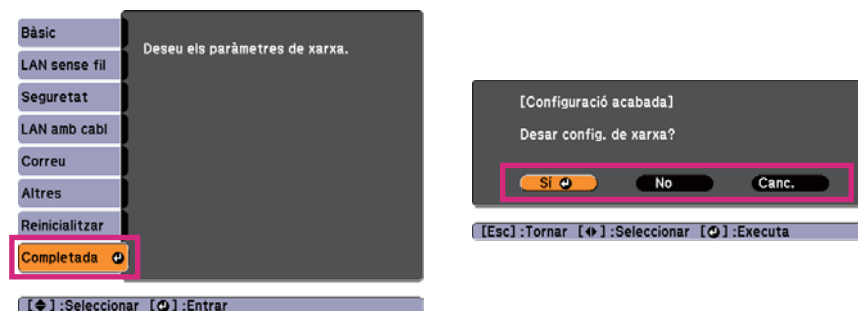 Bàsic
Deseu els paràmetres de xarxa.
LAN sense fil
Seguretat
LAN amb cabl
Correu
Altres
Reinicialitzar
Completada
[ ] :Seleccionar [ ] :Entrar
[Configuració acabada]
Desar config. de xarxa?
Sí No Canc.
[Esc] :Tornar [ ] :Seleccionar [ ] :Executa